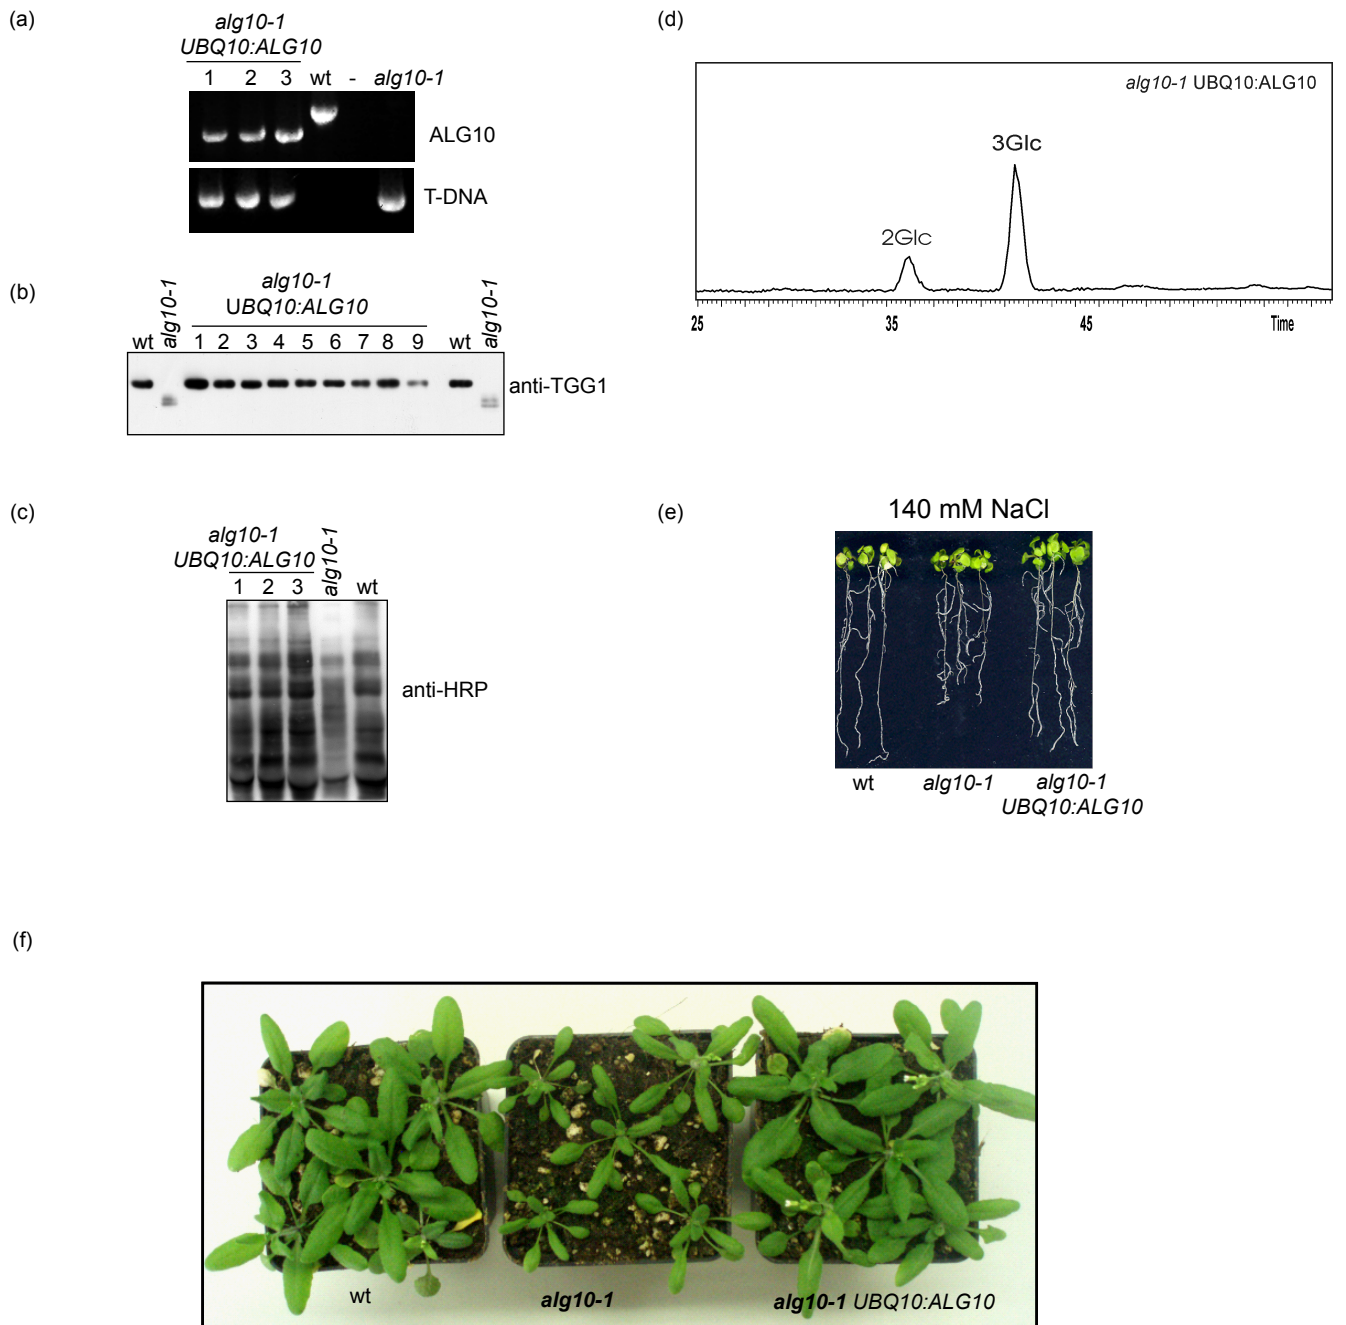 (a)
alg10-1
UBQ10:ALG10
1 2 3 wt - alg10-1
ALG10
T-DNA
(b)
alg10-1
UBQ10:ALG10
wt alg10-1 1 2 3 4 5 6 7 8 9 wt alg10-1
anti-TGG1
(c)
alg10-1
UBQ10:ALG10
1 2 3 alg10-1 wt
anti-HRP
(d)
alg10-1 UBQ10:ALG10
3Glc
2Glc
25 35 45 Time
(e)
140 mM NaCl
wt alg10-1 alg10-1
UBQ10:ALG10
(f)
wt alg10-1 alg10-1 UBQ10:ALG10